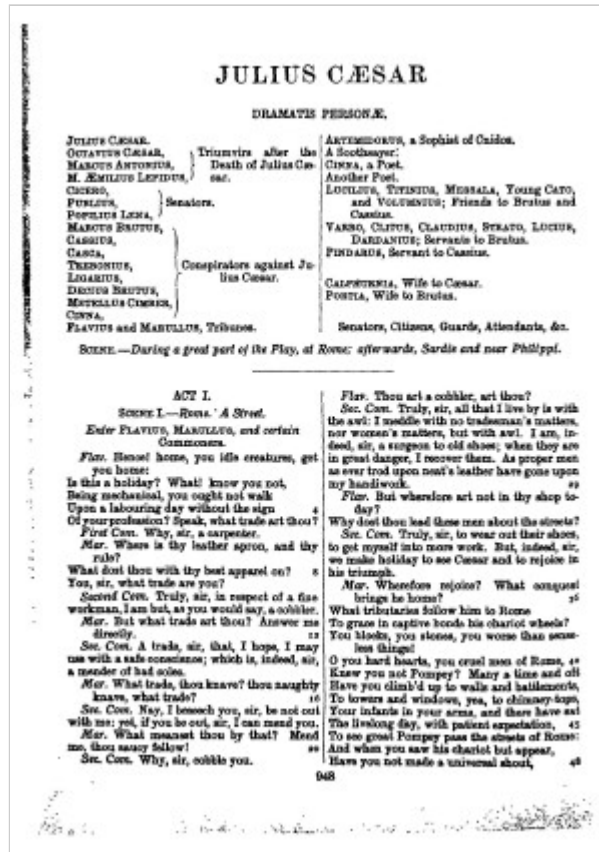 JULIUS CÆSAR
DRAMATIS PERSONÆ.
JULIUS CÆSAR.
OCTAVIUS CÆSAR,
MARCUS ANTONIUS,
M. ÆMILIUS LEPIDUS,
Triumvirs after the
Death of Julius Cæ-
sar.
CICERO,
PUBLIUS,
POPILIUS LENA,
Senators.
MARCUS BRUTUS,
CASSIUS,
CASCA,
TREBONIUS,
LIGARIUS,
DECIUS BRUTUS,
METELLUS CIMBER,
CINNA,
Conspirators against Ju-
lius Cæsar.
FLAVIUS and MARULLUS, Tribunes.
ARTEMIDORUS, a Sophist of Cnidos.
A Soothsayer.
CINNA, a Poet.
Another Poet.
LUCILIUS, TITINIUS, MESSALA, Young CATO,
and VOLUMNIUS; Friends to Brutus and
Cassius.
VARRO, CLITUS, CLAUDIUS, STRATO, LUCIUS,
DARDANIUS; Servants to Brutus.
PINDARUS, Servant to Cassius.
CALPHURNIA, Wife to Cæsar.
PORTIA, Wife to Brutus.
Senators, Citizens, Guards, Attendants, &c.
SCENE.—During a great part of the Play, at Rome; afterwards, Sardis and near Philippi.
ACT I.
SCENE I.—Rome. A Street.
Enter FLAVIUS, MARULLUS, and certain
Commoners.
Flav. Hence! home, you idle creatures, get
you home:
Is this a holiday? What! know you not,
Being mechanical, you ought not walk
Upon a labouring day without the sign 4
Of your profession? Speak, what trade art thou?
First Com. Why, sir, a carpenter.
Mar. Where is thy leather apron, and thy
rule?
What dost thou with thy best apparel on? 8
You, sir, what trade are you?
Second Com. Truly, sir, in respect of a fine
workman, I am but, as you would say, a cobbler.
Mar. But what trade art thou? Answer me
directly. 12
Sec. Com. A trade, sir, that, I hope, I may
use with a safe conscience; which is, indeed, sir,
a mender of bad soles.
Mar. What trade, thou knave? thou naughty
knave, what trade? 16
Sec. Com. Nay, I beseech you, sir, be not out
with me: yet, if you be out, sir, I can mend you.
Mar. What meanest thou by that? Mend
me, thou saucy fellow! 20
Sec. Com. Why, sir, cobble you.
Flav. Thou art a cobbler, art thou?
Sec. Com. Truly, sir, all that I live by is with
the awl: I meddle with no tradesman's matters,
nor women's matters, but with awl. I am, in-
deed, sir, a surgeon to old shoes; when they are
in great danger, I recover them. As proper men
as ever trod upon neat's leather have gone upon
my handiwork. 29
Flav. But wherefore art not in thy shop to-
day?
Why dost thou lead these men about the streets?
Sec. Com. Truly, sir, to wear out their shoes,
to get myself into more work. But, indeed, sir,
we make holiday to see Cæsar and to rejoice in
his triumph.
Mar. Wherefore rejoice? What conquest
brings he home? 36
What tributaries follow him to Rome
To grace in captive bonds his chariot wheels?
You blocks, you stones, you worse than sense-
less things!
O you hard hearts, you cruel men of Rome, 40
Knew you not Pompey? Many a time and oft
Have you climb'd up to walls and battlements,
To towers and windows, yea, to chimney-tops,
Your infants in your arms, and there have sat
The livelong day, with patient expectation, 45
To see great Pompey pass the streets of Rome:
And when you saw his chariot but appear,
Have you not made a universal shout, 48
948